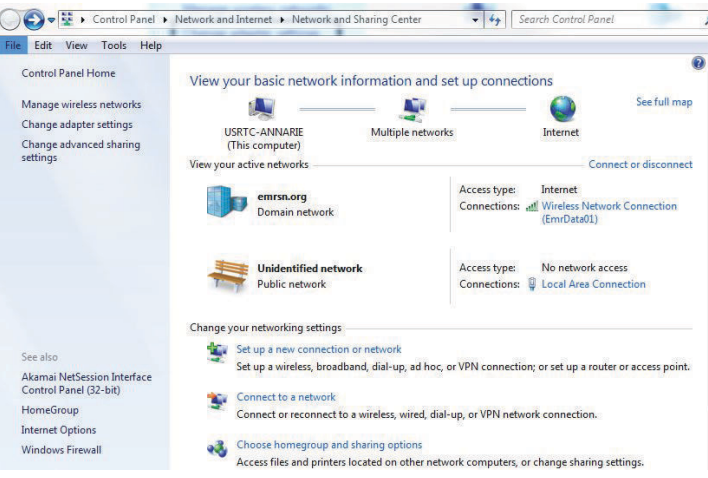 Control Panel ▸ Network and Internet ▸ Network and Sharing Center
Search Control Panel
File Edit View Tools Help
Control Panel Home
Manage wireless networks
Change adapter settings
Change advanced sharing
settings
See also
Akamai NetSession Interface
Control Panel (32-bit)
HomeGroup
Internet Options
Windows Firewall
View your basic network information and set up connections
See full map
USRTC-ANNARIE
(This computer)
Multiple networks
Internet
View your active networks
Connect or disconnect
emrsn.org
Domain network
Access type: Internet
Connections: Wireless Network Connection
(EmrData01)
Unidentified network
Public network
Access type: No network access
Connections: Local Area Connection
Change your networking settings
Set up a new connection or network
Set up a wireless, broadband, dial-up, ad hoc, or VPN connection; or set up a router or access point.
Connect to a network
Connect or reconnect to a wireless, wired, dial-up, or VPN network connection.
Choose homegroup and sharing options
Access files and printers located on other network computers, or change sharing settings.